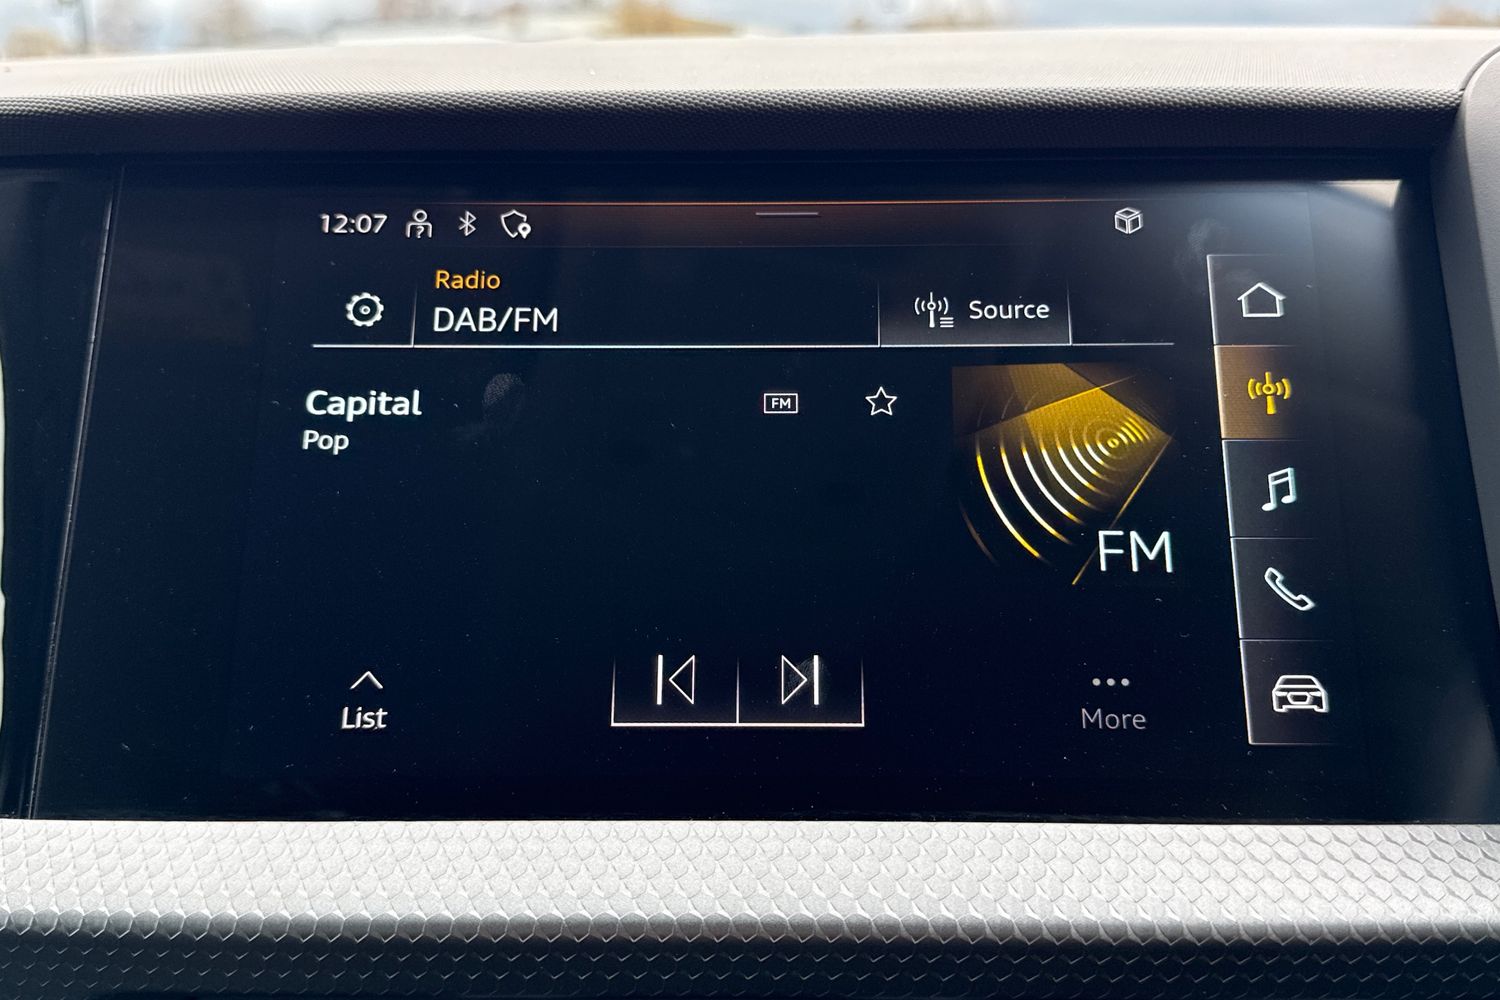 12:07
Radio
DAB/FM
Source
Capital
FM
Pop
FM
List
More